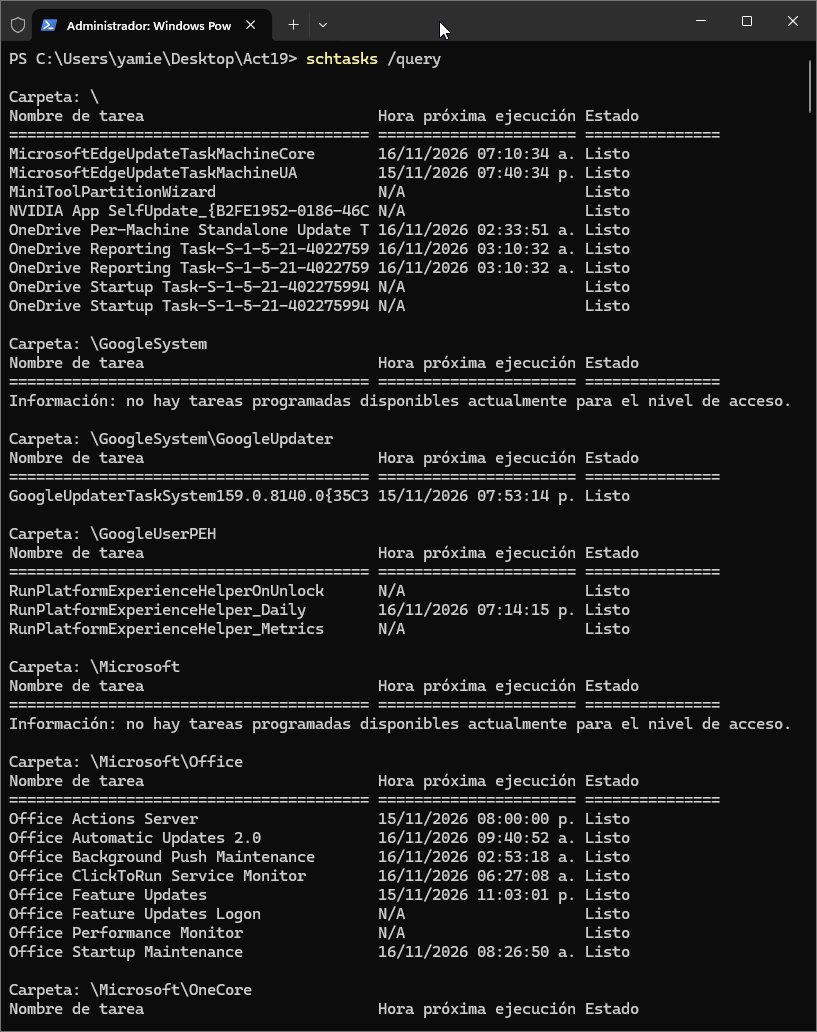 Administrador: Windows Pow
PS C:\Users\yamie\Desktop\Act19> schtasks /query
Carpeta: \
Nombre de tarea                          Hora próxima ejecución Estado
======================================== ====================== ===============
MicrosoftEdgeUpdateTaskMachineCore       16/11/2026 07:10:34 a. Listo
MicrosoftEdgeUpdateTaskMachineUA         15/11/2026 07:40:34 p. Listo
MiniToolPartitionWizard                  N/A                    Listo
NVIDIA App SelfUpdate_{B2FE1952-0186-46C N/A                    Listo
OneDrive Per-Machine Standalone Update T 16/11/2026 02:33:51 a. Listo
OneDrive Reporting Task-S-1-5-21-4022759 16/11/2026 03:10:32 a. Listo
OneDrive Reporting Task-S-1-5-21-4022759 16/11/2026 03:10:32 a. Listo
OneDrive Startup Task-S-1-5-21-402275994 N/A                    Listo
OneDrive Startup Task-S-1-5-21-402275994 N/A                    Listo
Carpeta: \GoogleSystem
Nombre de tarea                          Hora próxima ejecución Estado
======================================== ====================== ===============
Información: no hay tareas programadas disponibles actualmente para el nivel de acceso.
Carpeta: \GoogleSystem\GoogleUpdater
Nombre de tarea                          Hora próxima ejecución Estado
======================================== ====================== ===============
GoogleUpdaterTaskSystem159.0.8140.0{35C3 15/11/2026 07:53:14 p. Listo
Carpeta: \GoogleUserPEH
Nombre de tarea                          Hora próxima ejecución Estado
======================================== ====================== ===============
RunPlatformExperienceHelperOnUnlock      N/A                    Listo
RunPlatformExperienceHelper_Daily        16/11/2026 07:14:15 p. Listo
RunPlatformExperienceHelper_Metrics      N/A                    Listo
Carpeta: \Microsoft
Nombre de tarea                          Hora próxima ejecución Estado
======================================== ====================== ===============
Información: no hay tareas programadas disponibles actualmente para el nivel de acceso.
Carpeta: \Microsoft\Office
Nombre de tarea                          Hora próxima ejecución Estado
======================================== ====================== ===============
Office Actions Server                    15/11/2026 08:00:00 p. Listo
Office Automatic Updates 2.0             16/11/2026 09:40:52 a. Listo
Office Background Push Maintenance       16/11/2026 02:53:18 a. Listo
Office ClickToRun Service Monitor        16/11/2026 06:27:08 a. Listo
Office Feature Updates                   15/11/2026 11:03:01 p. Listo
Office Feature Updates Logon             N/A                    Listo
Office Performance Monitor               N/A                    Listo
Office Startup Maintenance               16/11/2026 08:26:50 a. Listo
Carpeta: \Microsoft\OneCore
Nombre de tarea                          Hora próxima ejecución Estado